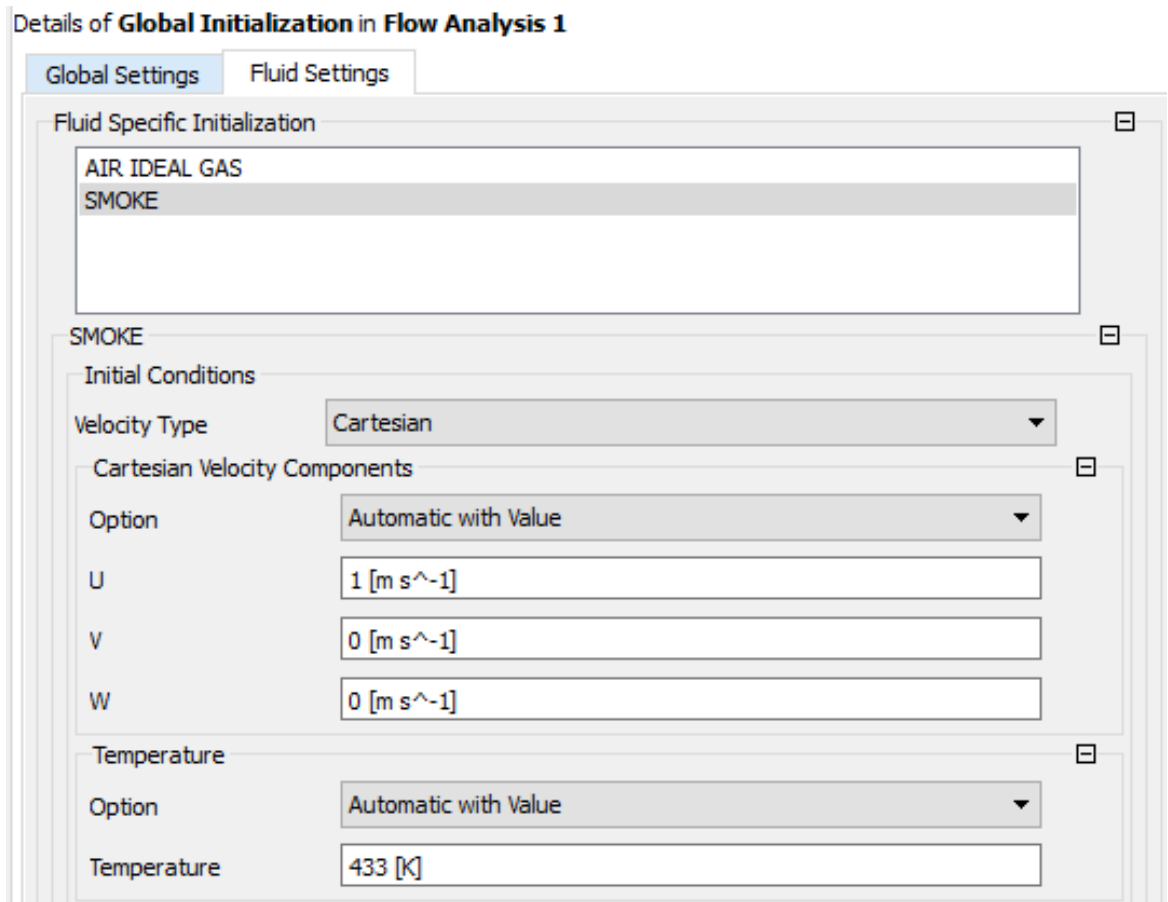 Details of Global Initialization in Flow Analysis 1
Global Settings Fluid Settings
Fluid Specific Initialization
AIR IDEAL GAS
SMOKE
SMOKE
Initial Conditions
Velocity Type Cartesian
Cartesian Velocity Components
Option Automatic with Value
U 1 [m s^-1]
V 0 [m s^-1]
W 0 [m s^-1]
Temperature
Option Automatic with Value
Temperature 433 [K]